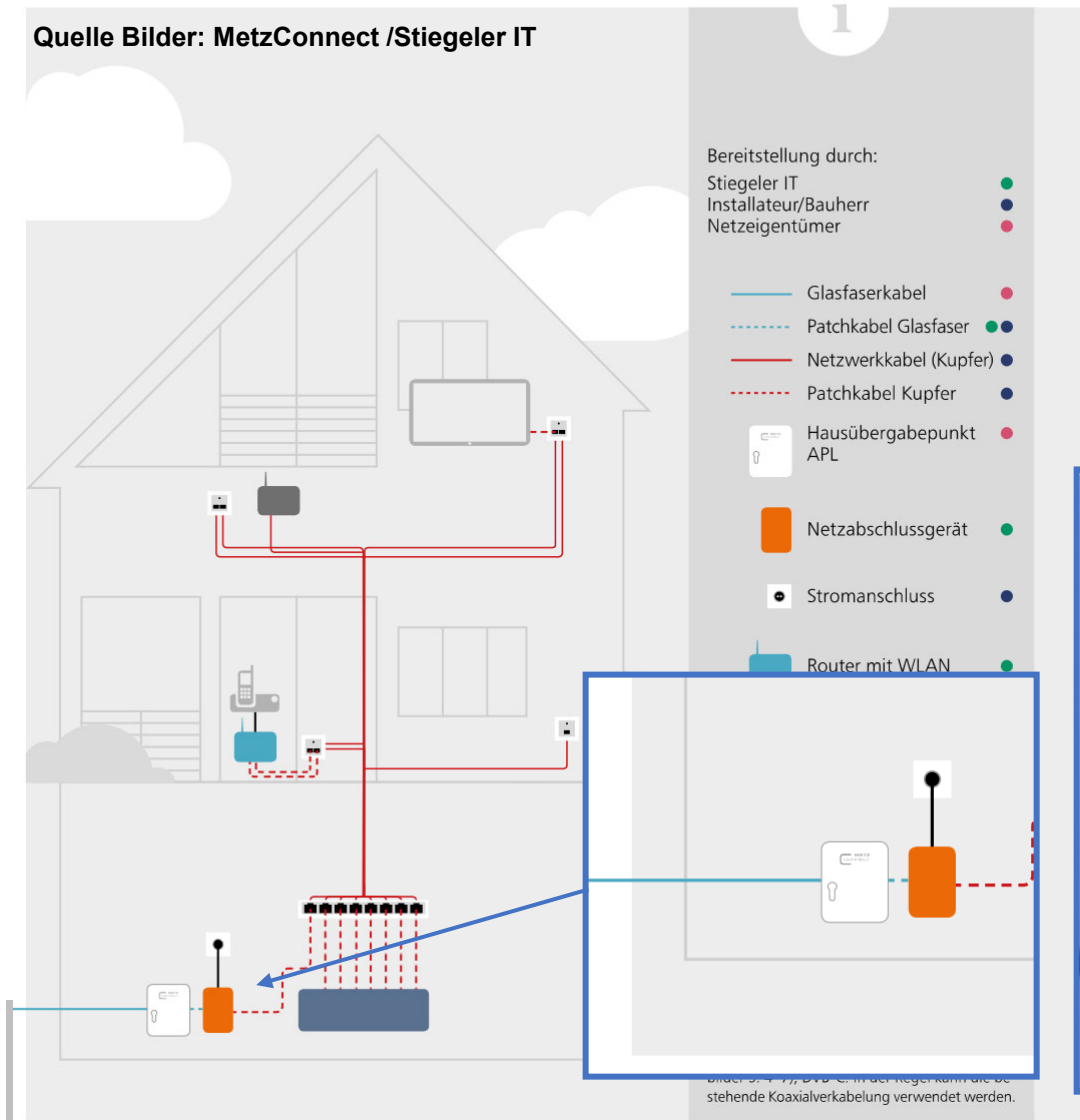 Quelle Bilder: MetzConnect /Stiegeler IT
i
Bereitstellung durch:
Stiegeler IT
Installateur/Bauherr
Netzeigentümer
Glasfaserkabel
Patchkabel Glasfaser
Netzwerkkabel (Kupfer)
Patchkabel Kupfer
Hausübergabepunkt
APL
Netzabschlussgerät
Stromanschluss
Router mit WLAN
stehende Koaxialverkabelung verwendet werden.